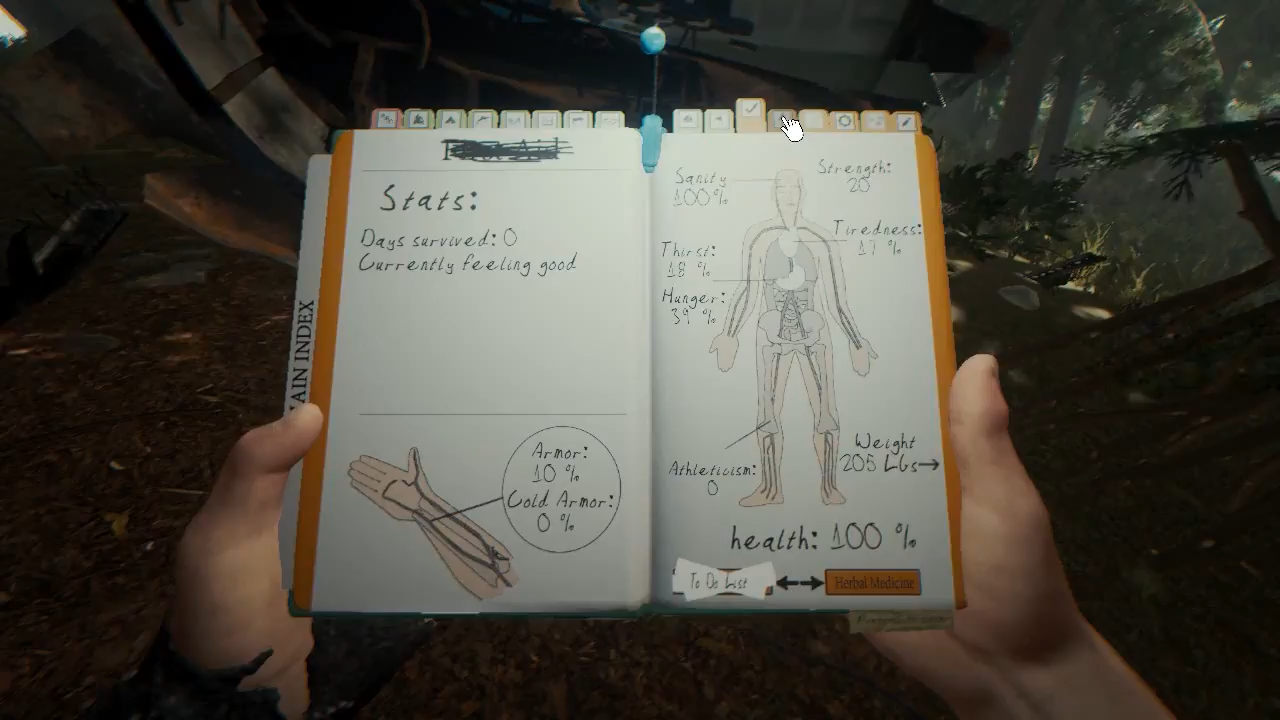 MAIN INDEX
Stats:
Days survived: 0
Currently feeling good
Armor:
10 %
Cold Armor:
0 %
Sanity
100%
Strength:
20
Tiredness:
17 %
Thirst:
18 %
Hunger:
39 %
Athleticism:
0
Weight
205 Lbs
health: 100 %
To Do List
Herbal Medicine